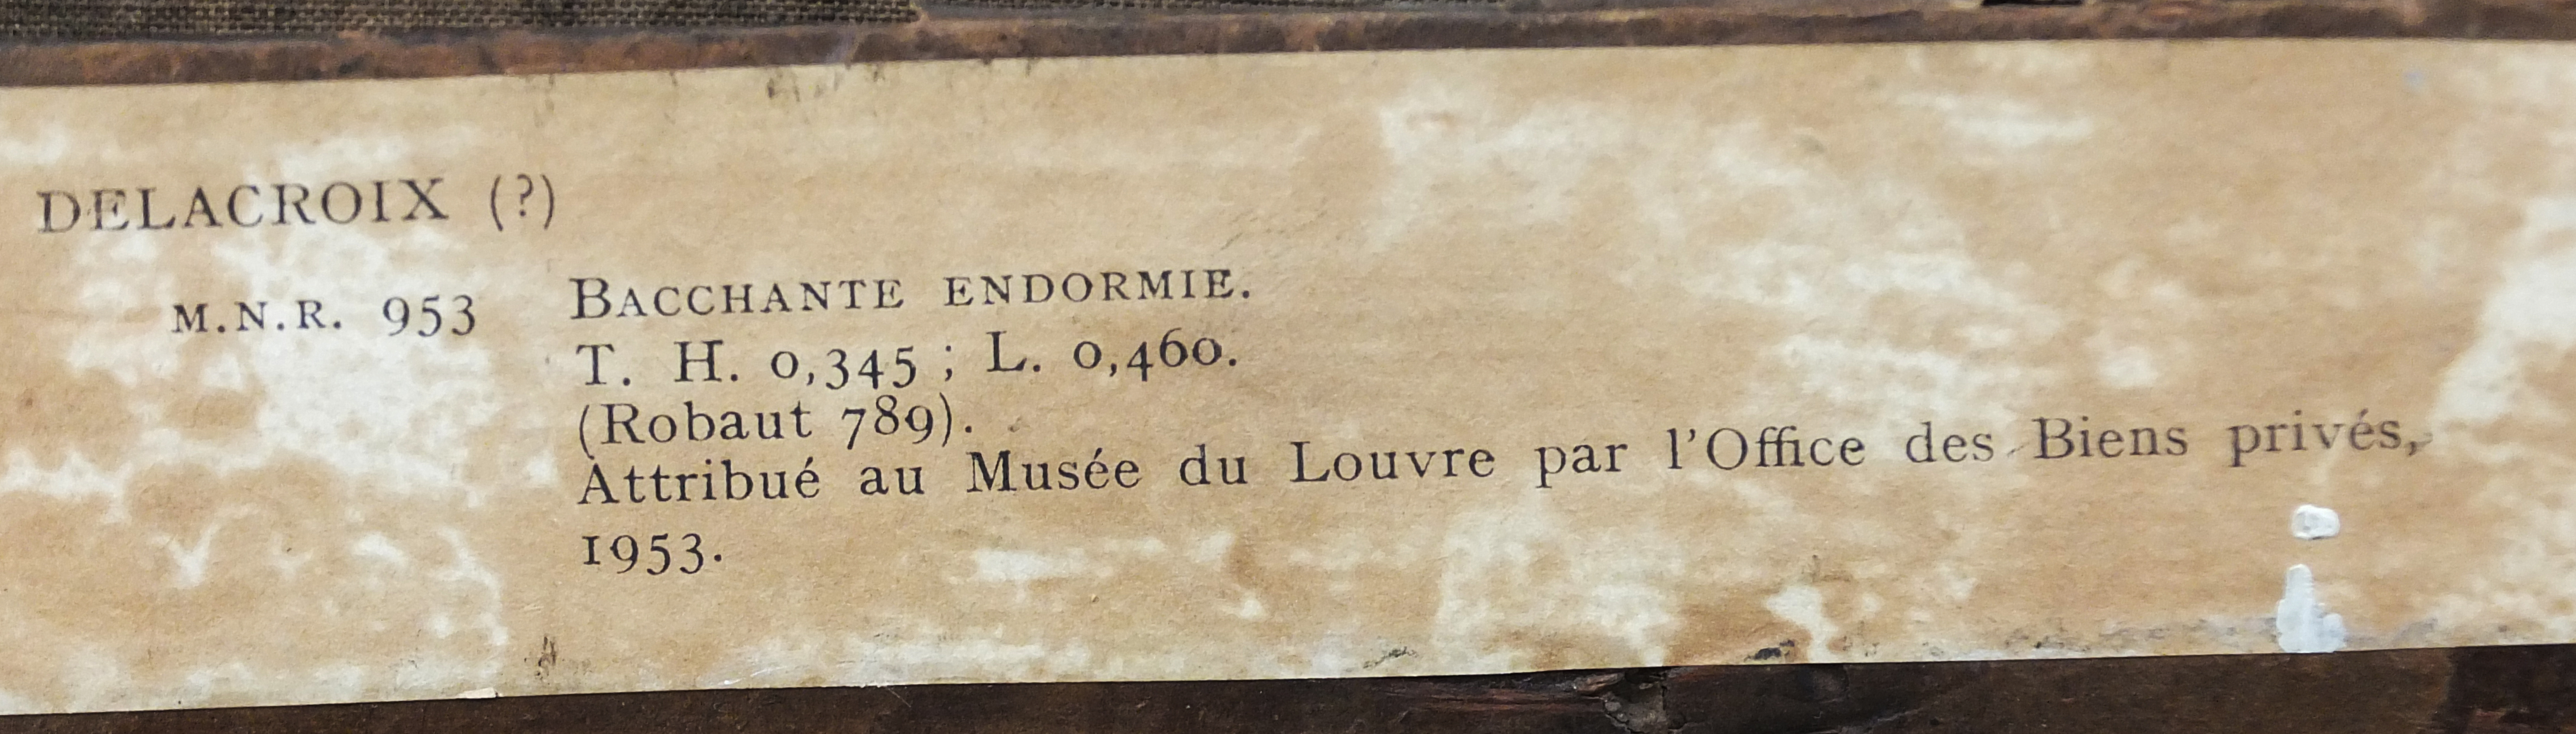 DELACROIX (?)
M.N.R. 953 BACCHANTE ENDORMIE.
T. H. 0,345 ; L. 0,460.
(Robaut 789).
Attribué au Musée du Louvre par l'Office des Biens privés,
1953.